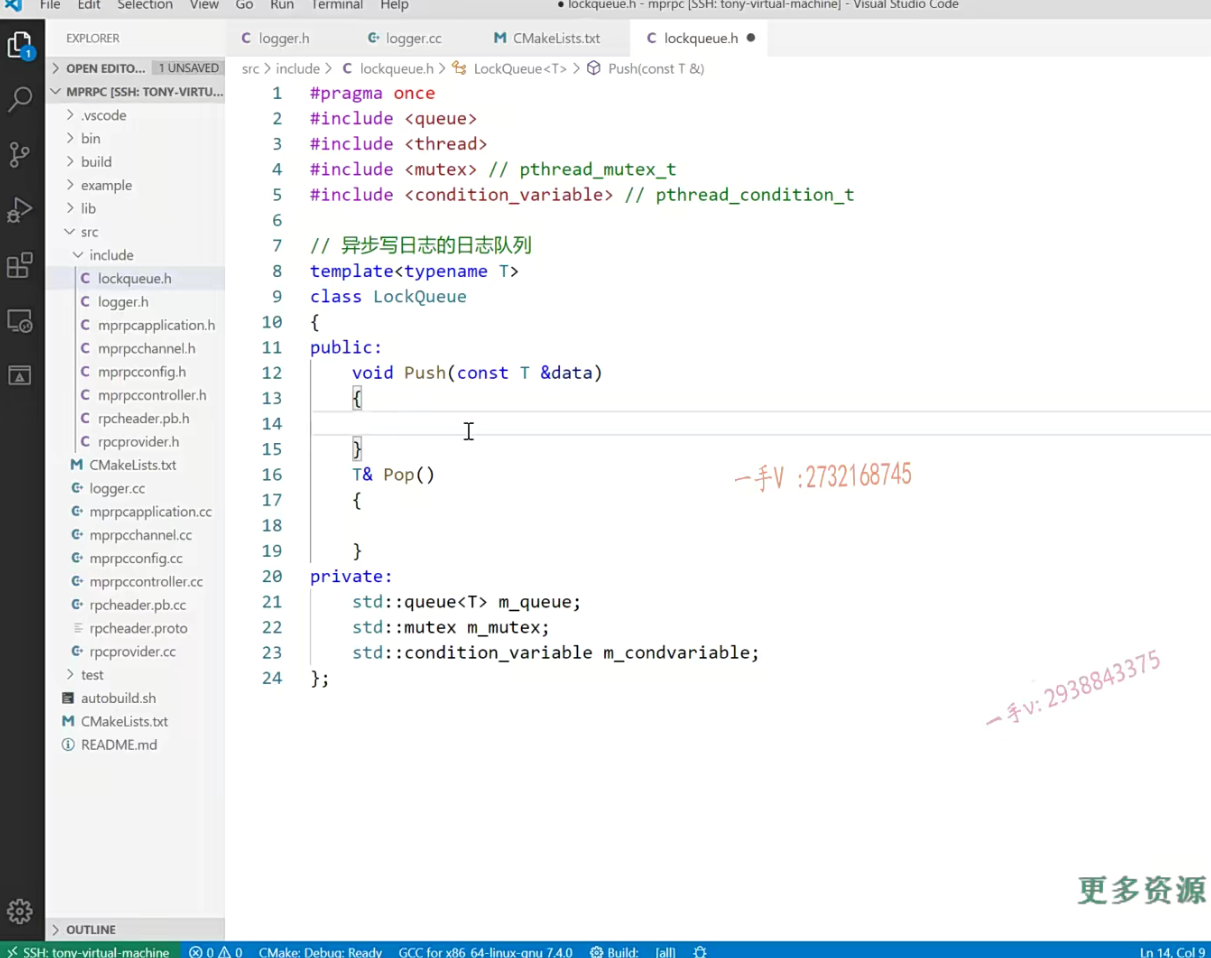 File Edit Selection View Go Run Terminal Help
● lockqueue.h - mprpc [SSH: tony-virtual-machine] - Visual Studio Code
EXPLORER
logger.h
logger.cc
CMakeLists.txt
lockqueue.h ●
OPEN EDITO... 1 UNSAVED
src > include > C lockqueue.h > LockQueue<T> > Push(const T &)
MPRPC [SSH: TONY-VIRTU...
.vscode
bin
build
example
lib
src
include
C lockqueue.h
C logger.h
C mprpcapplication.h
C mprpcchannel.h
C mprpcconfig.h
C mprpccontroller.h
C rpcheader.pb.h
C rpcprovider.h
M CMakeLists.txt
logger.cc
mprpcapplication.cc
mprpcchannel.cc
mprpcconfig.cc
mprpccontroller.cc
rpcheader.pb.cc
rpcheader.proto
rpcprovider.cc
test
autobuild.sh
M CMakeLists.txt
README.md
OUTLINE
1 #pragma once
2 #include <queue>
3 #include <thread>
4 #include <mutex> // pthread_mutex_t
5 #include <condition_variable> // pthread_condition_t
6
7 // 异步写日志的日志队列
8 template<typename T>
9 class LockQueue
10 {
11 public:
12 void Push(const T &data)
13 {
14
15 }
16 T& Pop()
17 {
18
19 }
20 private:
21 std::queue<T> m_queue;
22 std::mutex m_mutex;
23 std::condition_variable m_condvariable;
24 };
一手V :2732168745
一手V: 2938843375
更多资源
SSH: tony-virtual-machine 0 0 CMake: Debug: Ready GCC for x86_64-linux-gnu 7.4.0 Build: [all] Ln 14, Col 9